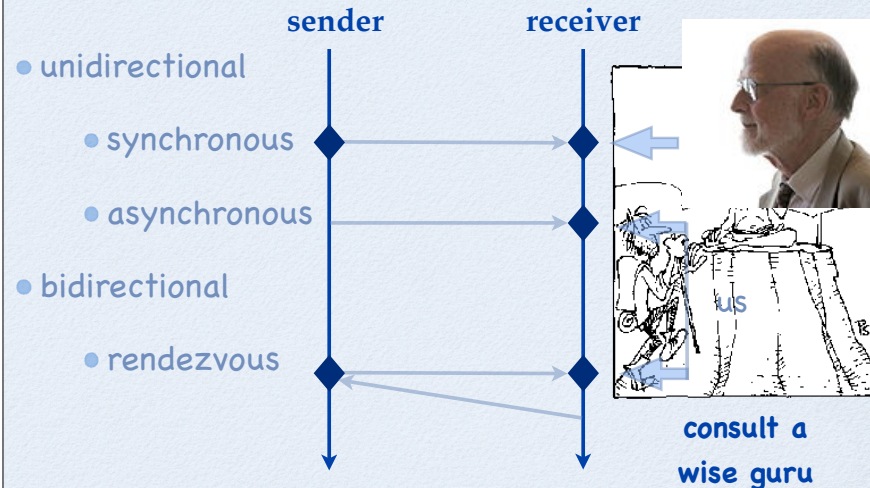 sender receiver
unidirectional
synchronous
asynchronous
bidirectional
us
rendezvous
consult a
wise guru